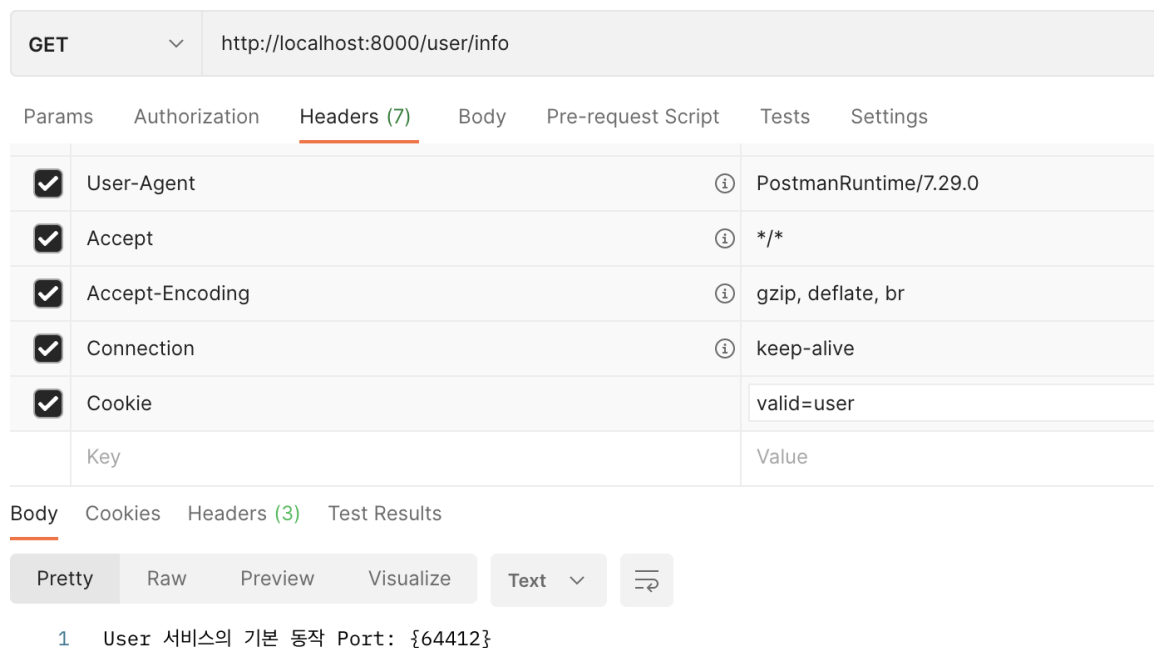 GET http://localhost:8000/user/info
Params Authorization Headers (7) Body Pre-request Script Tests Settings
User-Agent PostmanRuntime/7.29.0
Accept */*
Accept-Encoding gzip, deflate, br
Connection keep-alive
Cookie valid=user
Key Value
Body Cookies Headers (3) Test Results
Pretty Raw Preview Visualize Text
1 User 서비스의 기본 동작 Port: {64412}